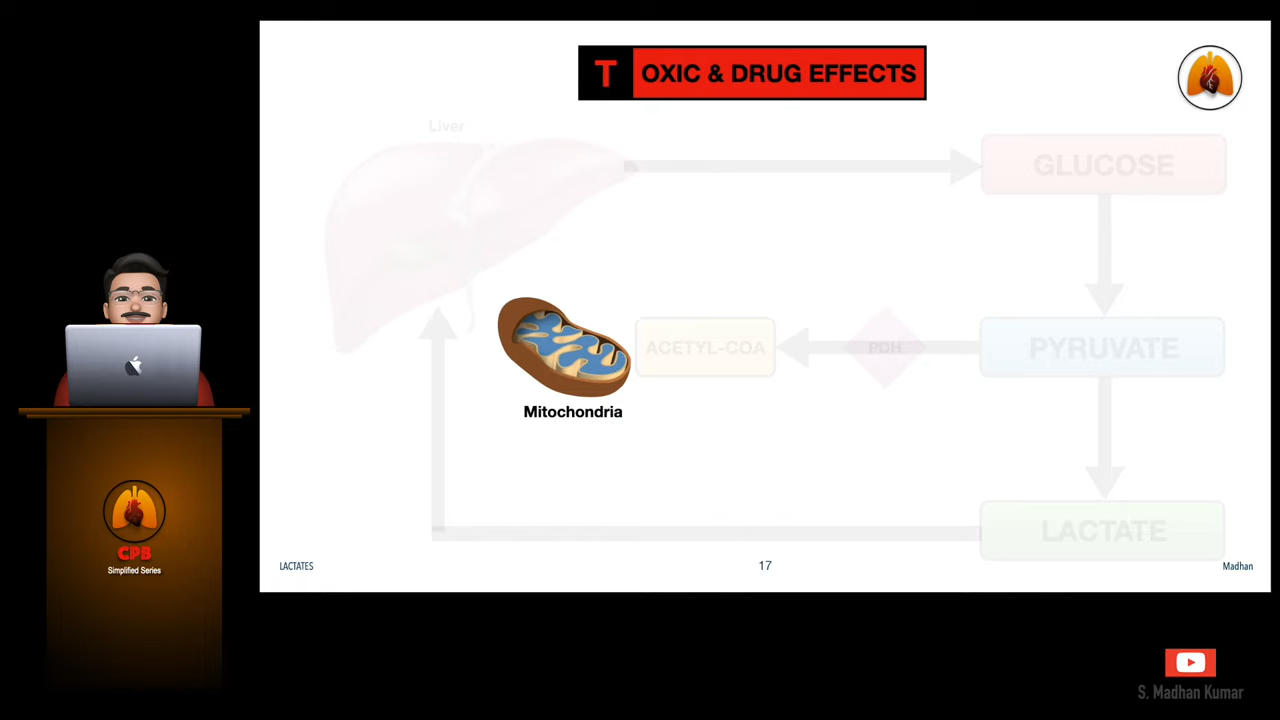 T OXIC & DRUG EFFECTS
Liver
GLUCOSE
ACETYL-COA
PDH
PYRUVATE
Mitochondria
LACTATE
LACTATES
17
Madhan
CPB
Simplified Series
S. Madhan Kumar